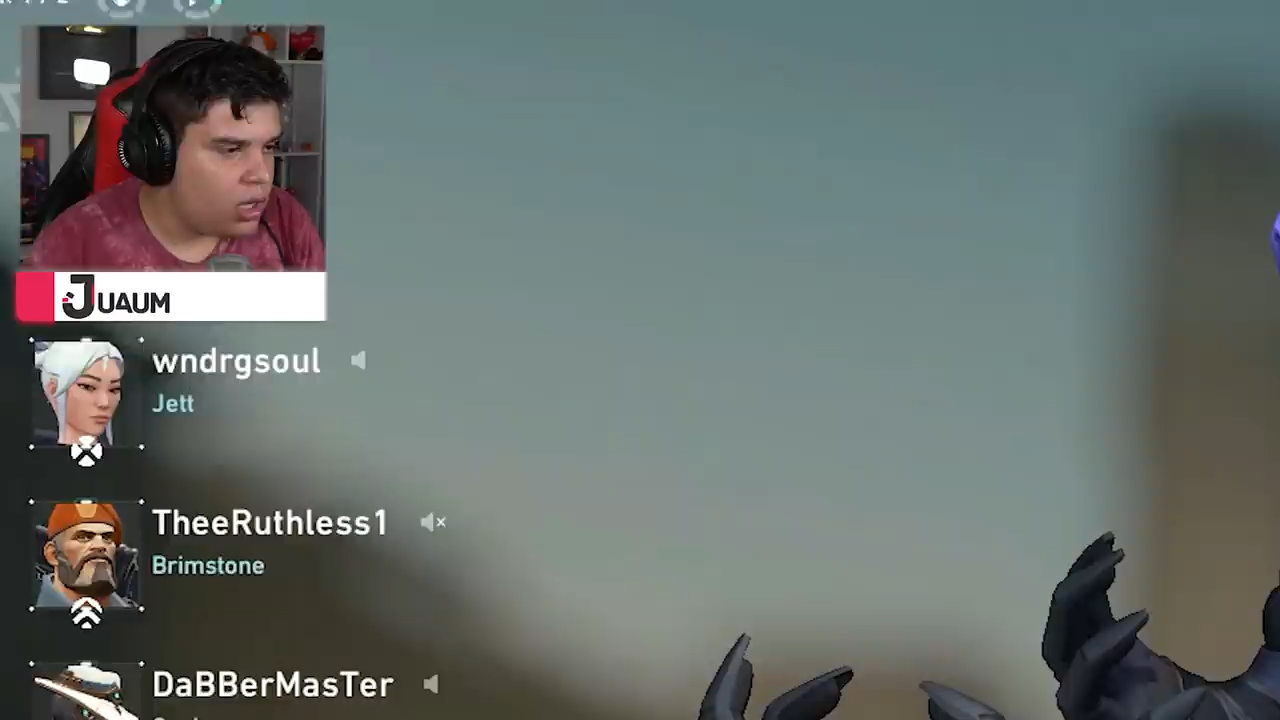 JUAUM
wndrgsoul
Jett
TheeRuthless1
Brimstone
DaBBerMasTer